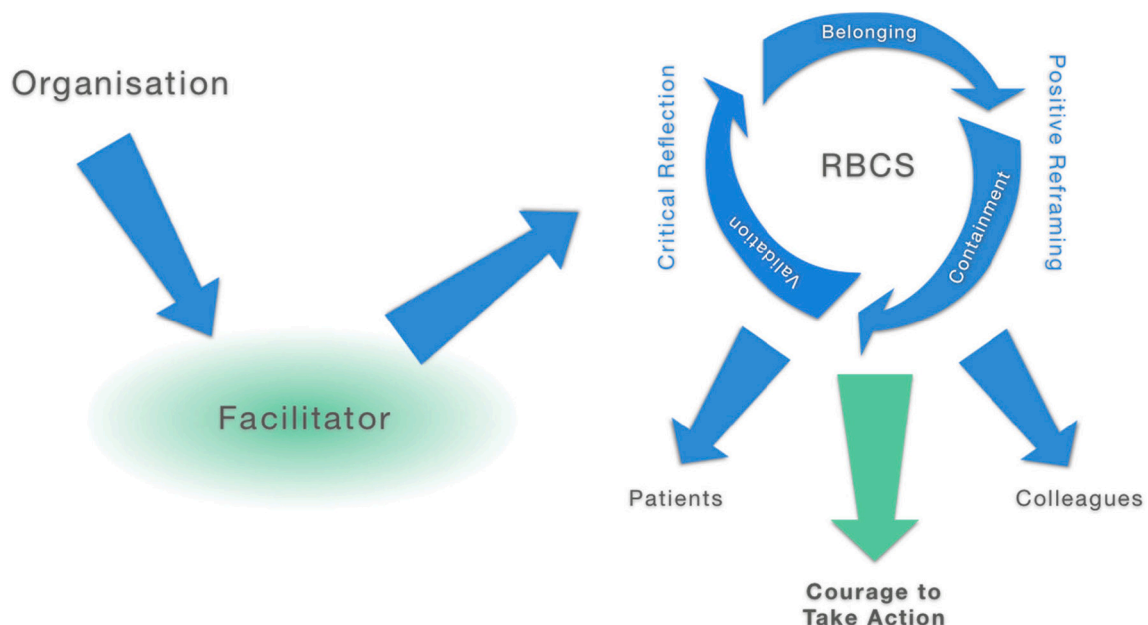 Organisation
Facilitator
Belonging
Critical Reflection
Positive Reframing
RBCS
Containment
Validation
Patients
Colleagues
Courage to
Take Action